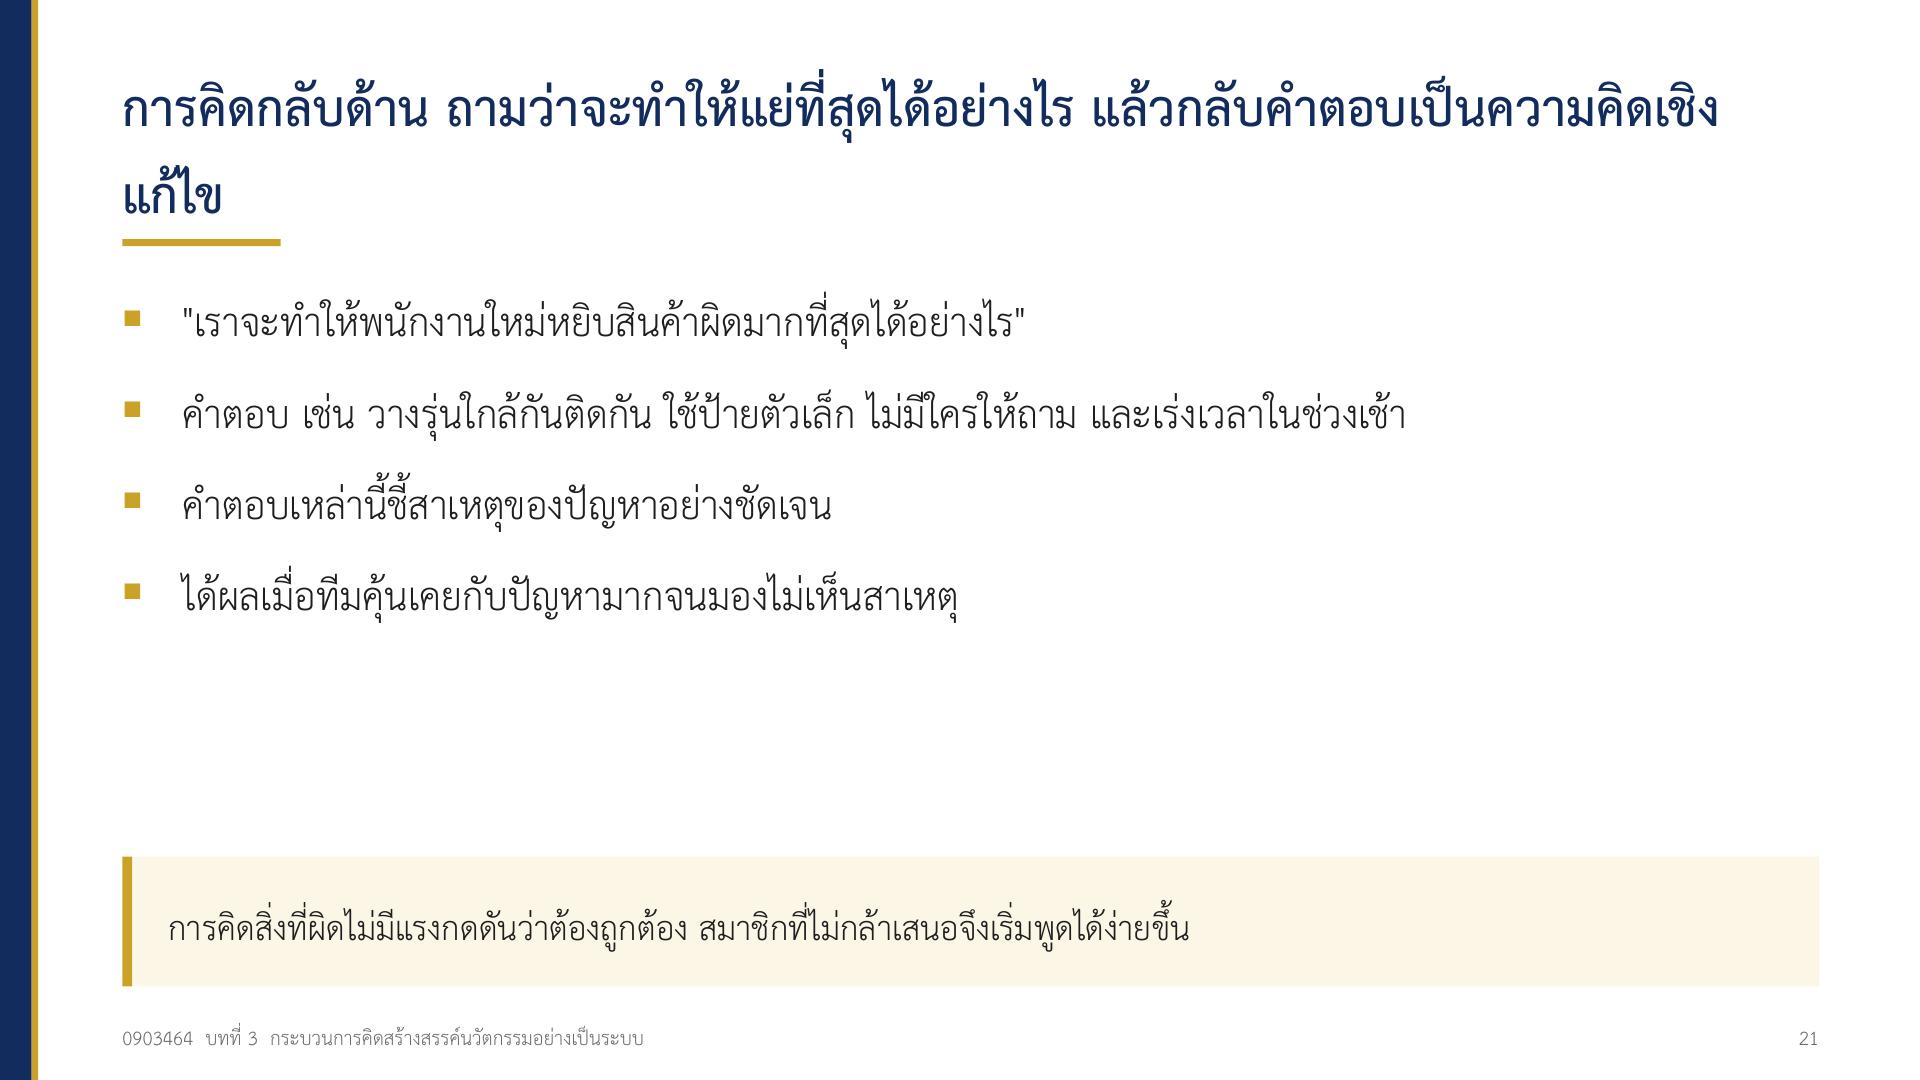 การคิดกลับด้าน ถามว่าจะทำให้แย่ที่สุดได้อย่างไร แล้วกลับคำตอบเป็นความคิดเชิง
แก้ไข
"เราจะทำให้พนักงานใหม่หยิบสินค้าผิดมากที่สุดได้อย่างไร"
คำตอบ เช่น วางรุ่นใกล้กันติดกัน ใช้ป้ายตัวเล็ก ไม่มีใครให้ถาม และเร่งเวลาในช่วงเช้า
คำตอบเหล่านี้ชี้สาเหตุของปัญหาอย่างชัดเจน
ได้ผลเมื่อทีมคุ้นเคยกับปัญหามากจนมองไม่เห็นสาเหตุ
การคิดสิ่งที่ผิดไม่มีแรงกดดันว่าต้องถูกต้อง สมาชิกที่ไม่กล้าเสนอจึงเริ่มพูดได้ง่ายขึ้น
0903464 บทที่ 3 กระบวนการคิดสร้างสรรค์นวัตกรรมอย่างเป็นระบบ
21